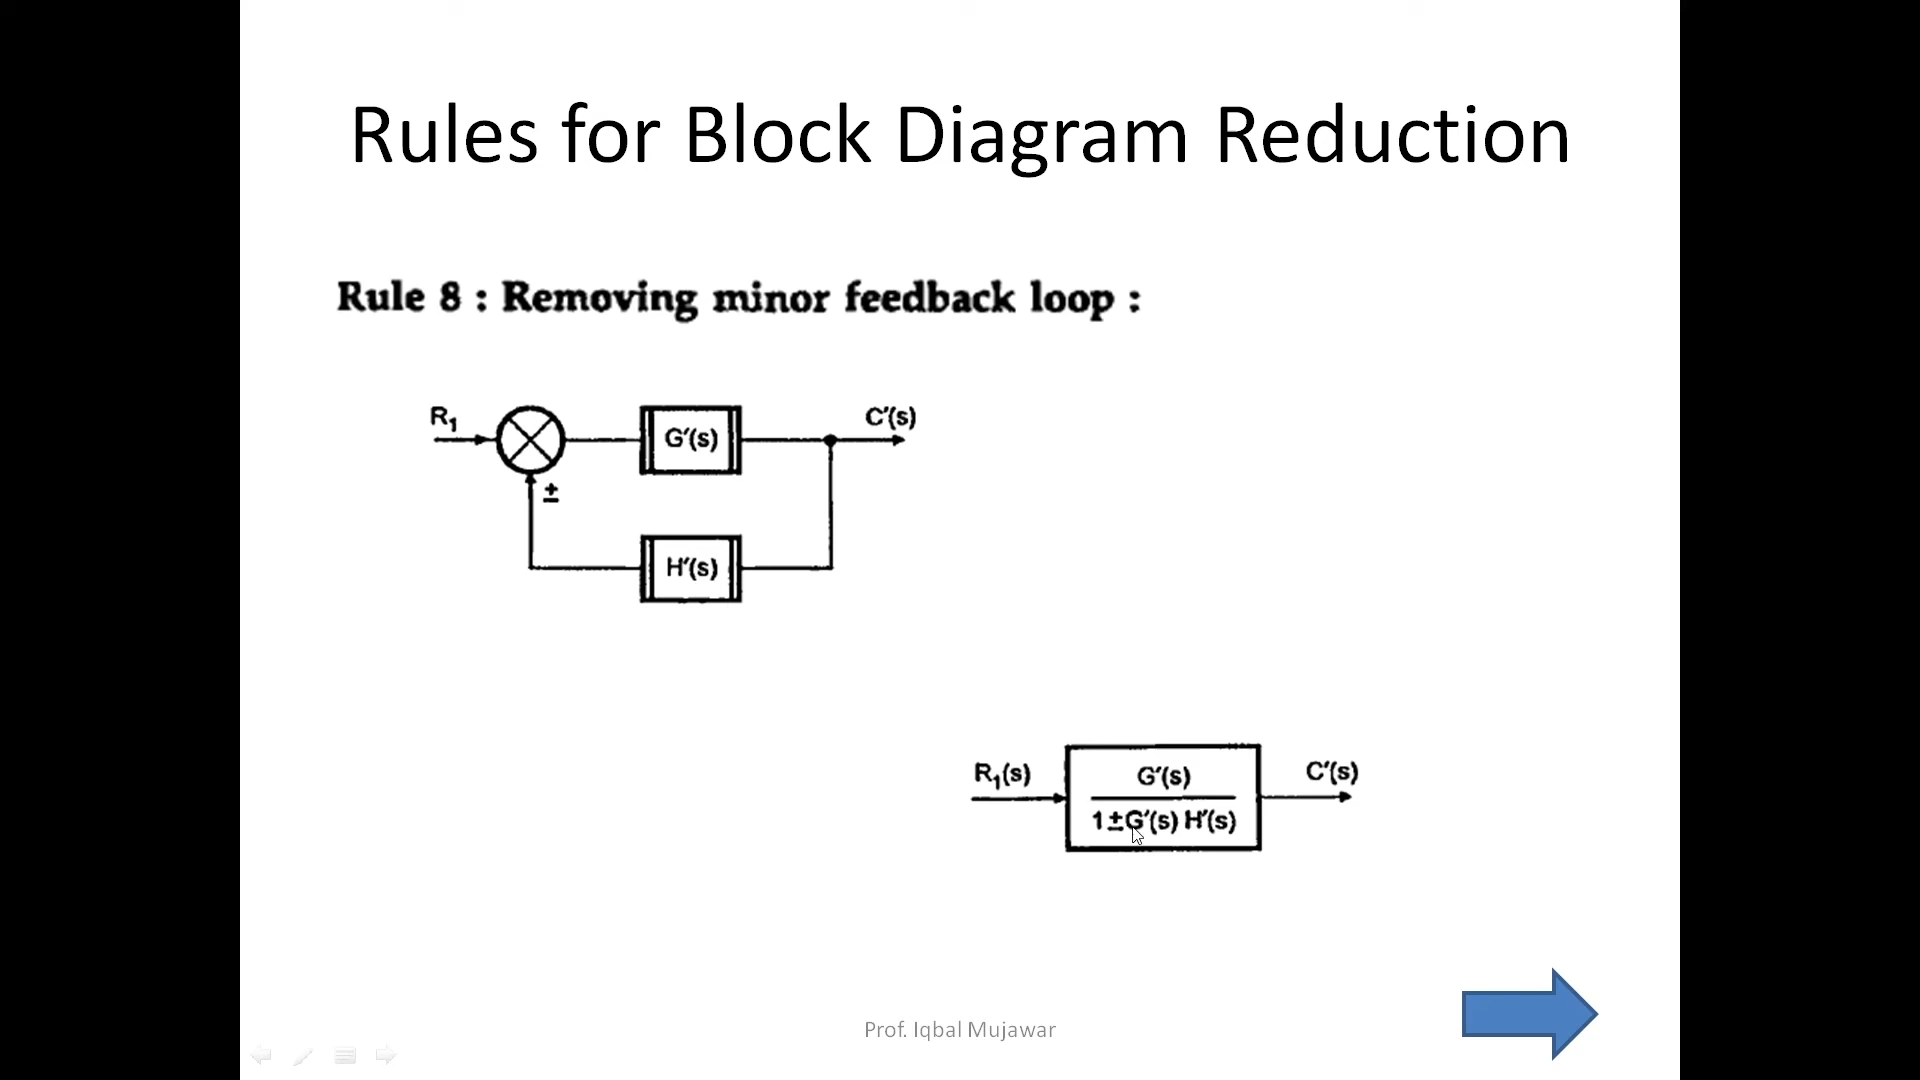 Rules for Block Diagram Reduction
Rule 8 : Removing minor feedback loop :
R₁
G′(s)
C′(s)
±
H′(s)
R₁(s)
G′(s)
1±G′(s) H′(s)
C′(s)
Prof. Iqbal Mujawar